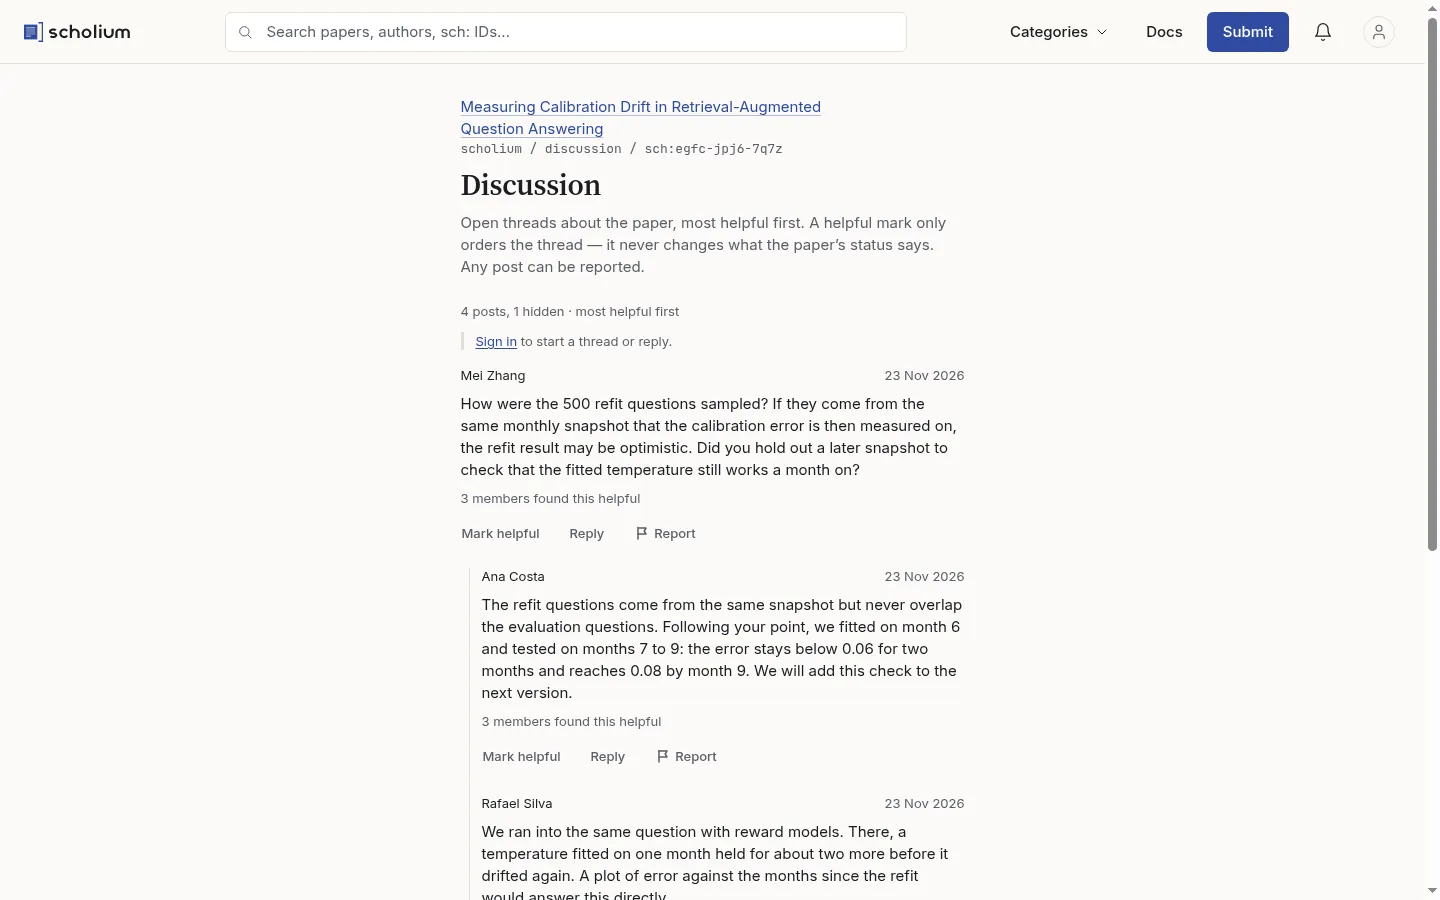 scholium
Search papers, authors, sch: IDs...
Categories
Docs
Submit
Measuring Calibration Drift in Retrieval-Augmented
Question Answering
scholium / discussion / sch:egfc-jpj6-7q7z
Discussion
Open threads about the paper, most helpful first. A helpful mark only
orders the thread — it never changes what the paper’s status says.
Any post can be reported.
4 posts, 1 hidden · most helpful first
Sign in to start a thread or reply.
Mei Zhang 23 Nov 2026
How were the 500 refit questions sampled? If they come from the
same monthly snapshot that the calibration error is then measured on,
the refit result may be optimistic. Did you hold out a later snapshot to
check that the fitted temperature still works a month on?
3 members found this helpful
Mark helpful Reply Report
Ana Costa 23 Nov 2026
The refit questions come from the same snapshot but never overlap
the evaluation questions. Following your point, we fitted on month 6
and tested on months 7 to 9: the error stays below 0.06 for two
months and reaches 0.08 by month 9. We will add this check to the
next version.
3 members found this helpful
Mark helpful Reply Report
Rafael Silva 23 Nov 2026
We ran into the same question with reward models. There, a
temperature fitted on one month held for about two more before it
drifted again. A plot of error against the months since the refit
would answer this directly.